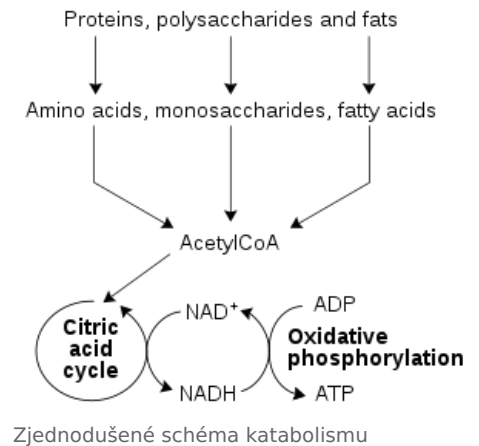 Proteins, polysaccharides and fats
Amino acids, monosaccharides, fatty acids
AcetylCoA
Citric
acid
cycle
NAD+
NADH
ADP
Oxidative
phosphorylation
ATP
Zjednodušené schéma katabolismu